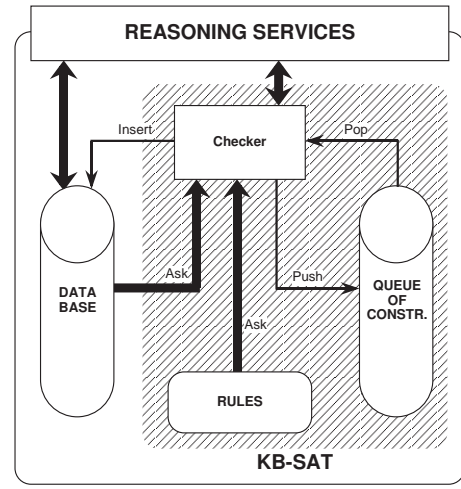 REASONING SERVICES
Insert
Checker
Pop
Ask
Push
DATA
BASE
QUEUE
OF
CONSTR.
Ask
RULES
KB-SAT